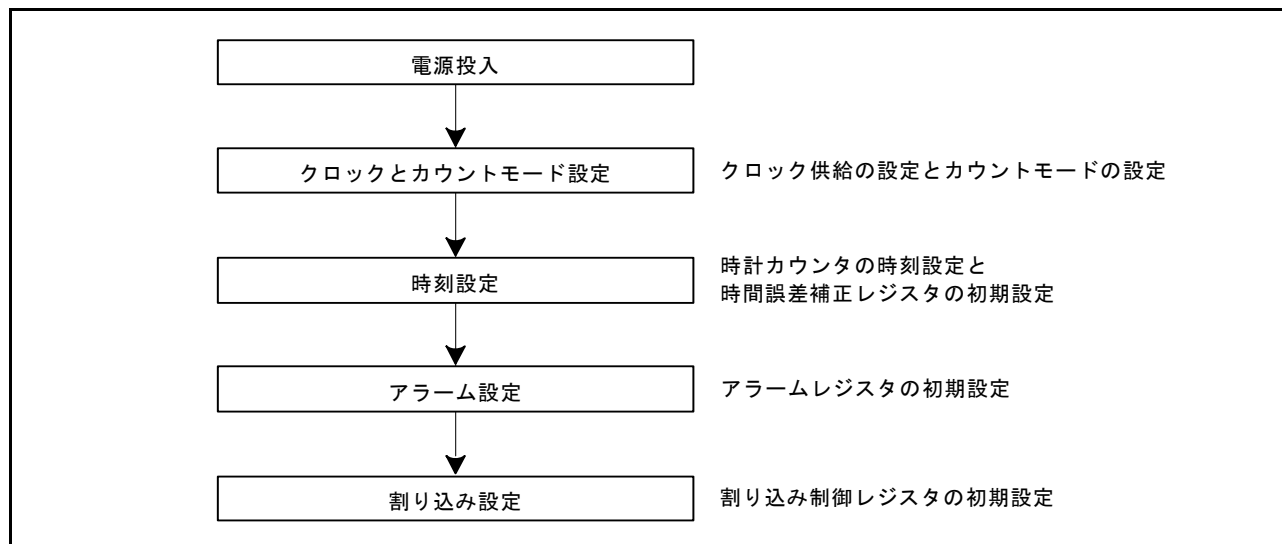 電源投入
クロックとカウントモード設定
クロック供給の設定とカウントモードの設定
時刻設定
時計カウンタの時刻設定と
時間誤差補正レジスタの初期設定
アラーム設定
アラームレジスタの初期設定
割り込み設定
割り込み制御レジスタの初期設定